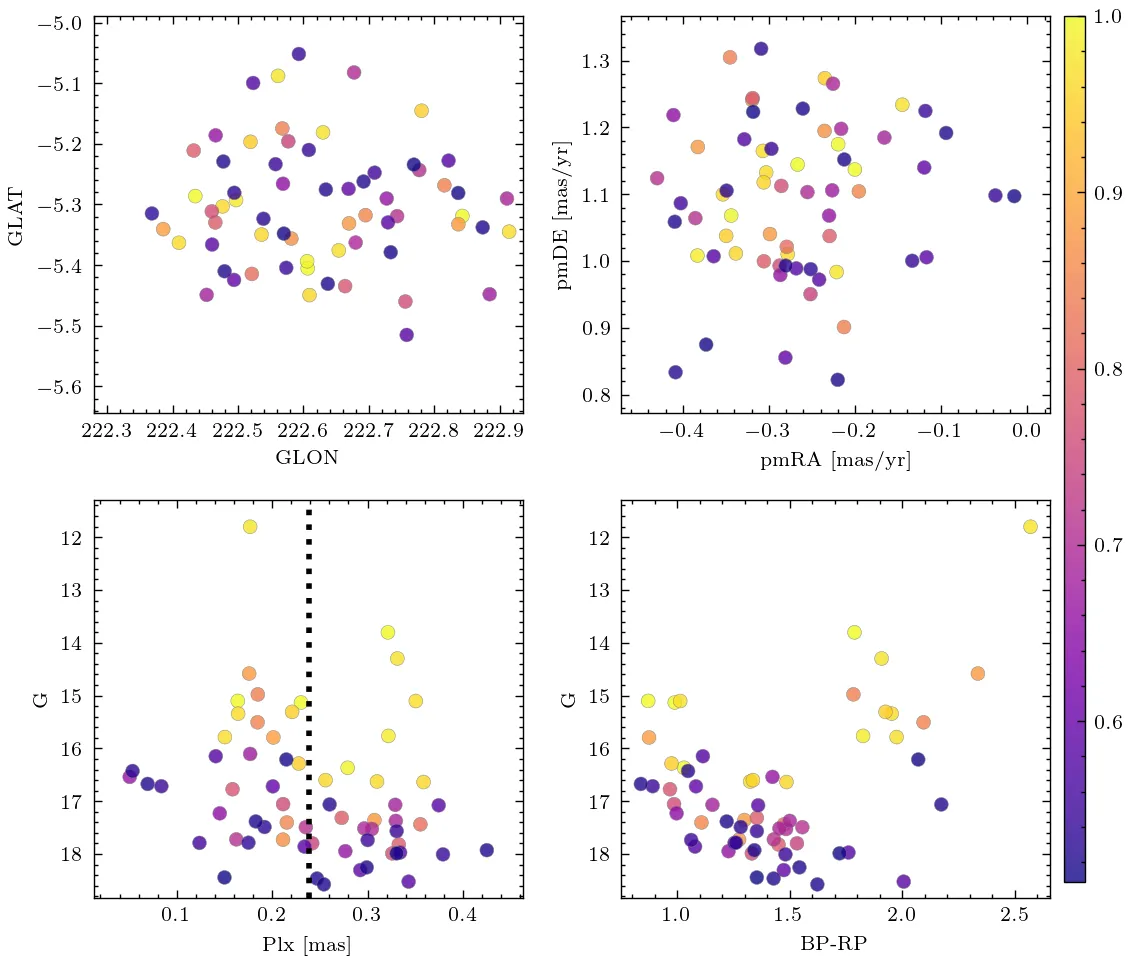 −5.0
−5.1
−5.2
−5.3
−5.4
−5.5
−5.6
GLAT
222.3 222.4 222.5 222.6 222.7 222.8 222.9
GLON
1.3
1.2
1.1
1.0
0.9
0.8
pmDE [mas/yr]
−0.4 −0.3 −0.2 −0.1 0.0
pmRA [mas/yr]
1.0
0.9
0.8
0.7
0.6
12
13
14
15
16
17
18
G
0.1 0.2 0.3 0.4
Plx [mas]
12
13
14
15
16
17
18
G
1.0 1.5 2.0 2.5
BP-RP